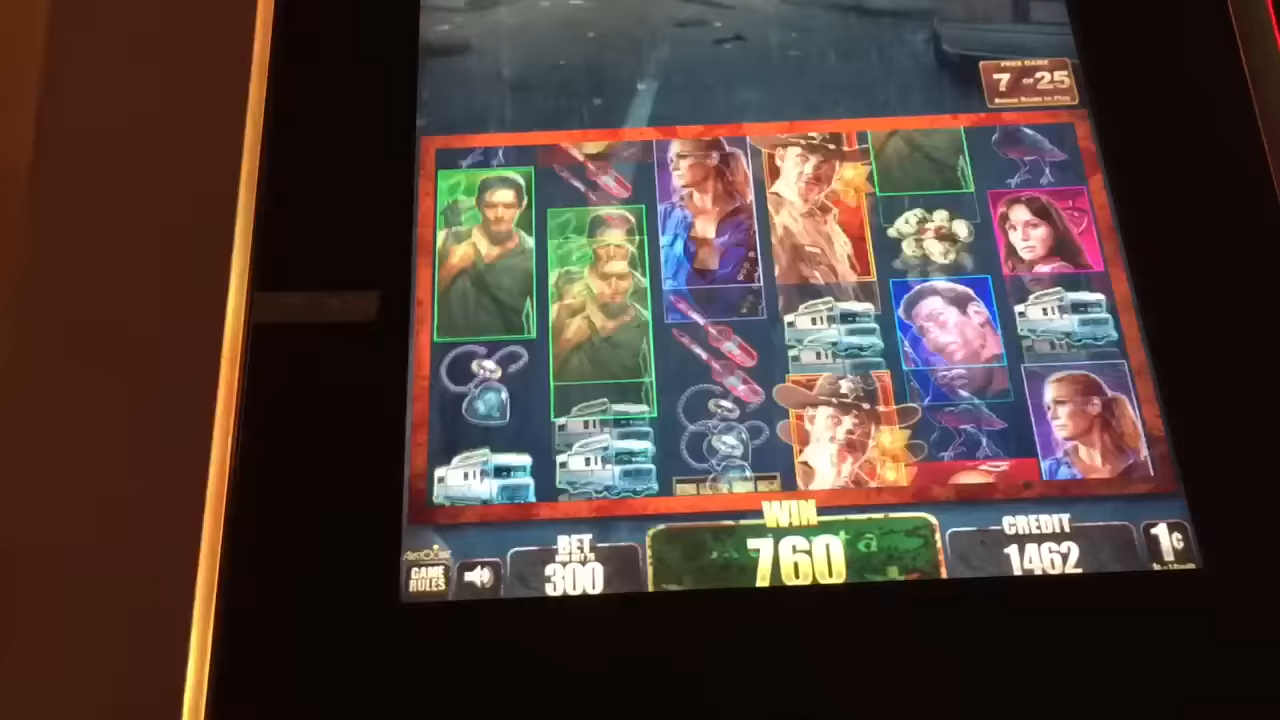 FREE GAME
7 OF 25
WIN
760
BET
300
CREDIT
1462
1¢
GAME
RULES